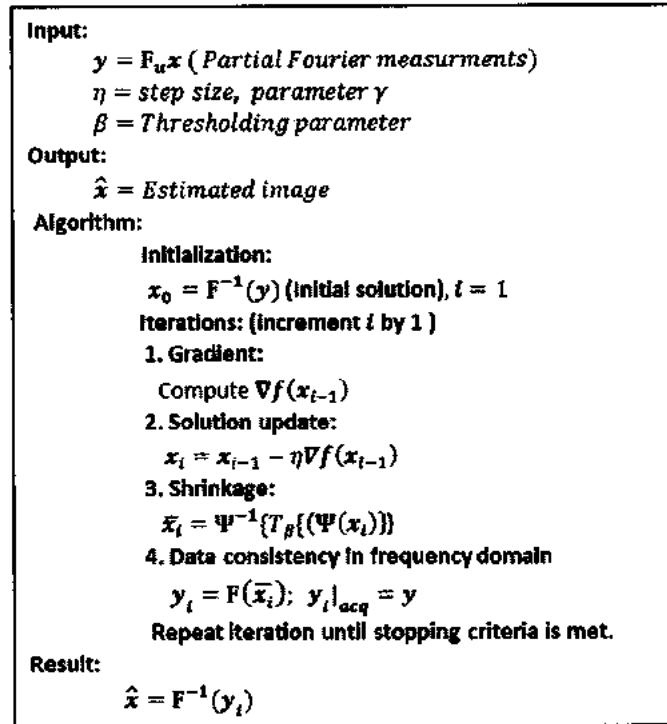 Input:
y = F_u x ( Partial Fourier measurments)
η = step size, parameter γ
β = Thresholding parameter
Output:
x̂ = Estimated image
Algorithm:
Initialization:
x_0 = F^{-1}(y) (Initial solution), i = 1
Iterations: (increment i by 1 )
1. Gradient:
Compute ∇f(x_{i-1})
2. Solution update:
x_i = x_{i-1} − η∇f(x_{i-1})
3. Shrinkage:
x̄_i = Ψ^{-1}{T_β{(Ψ(x_i)}}
4. Data consistency in frequency domain
y_i = F(x̄_i); y_i|_{acq} = y
Repeat iteration until stopping criteria is met.
Result:
x̂ = F^{-1}(y_i)